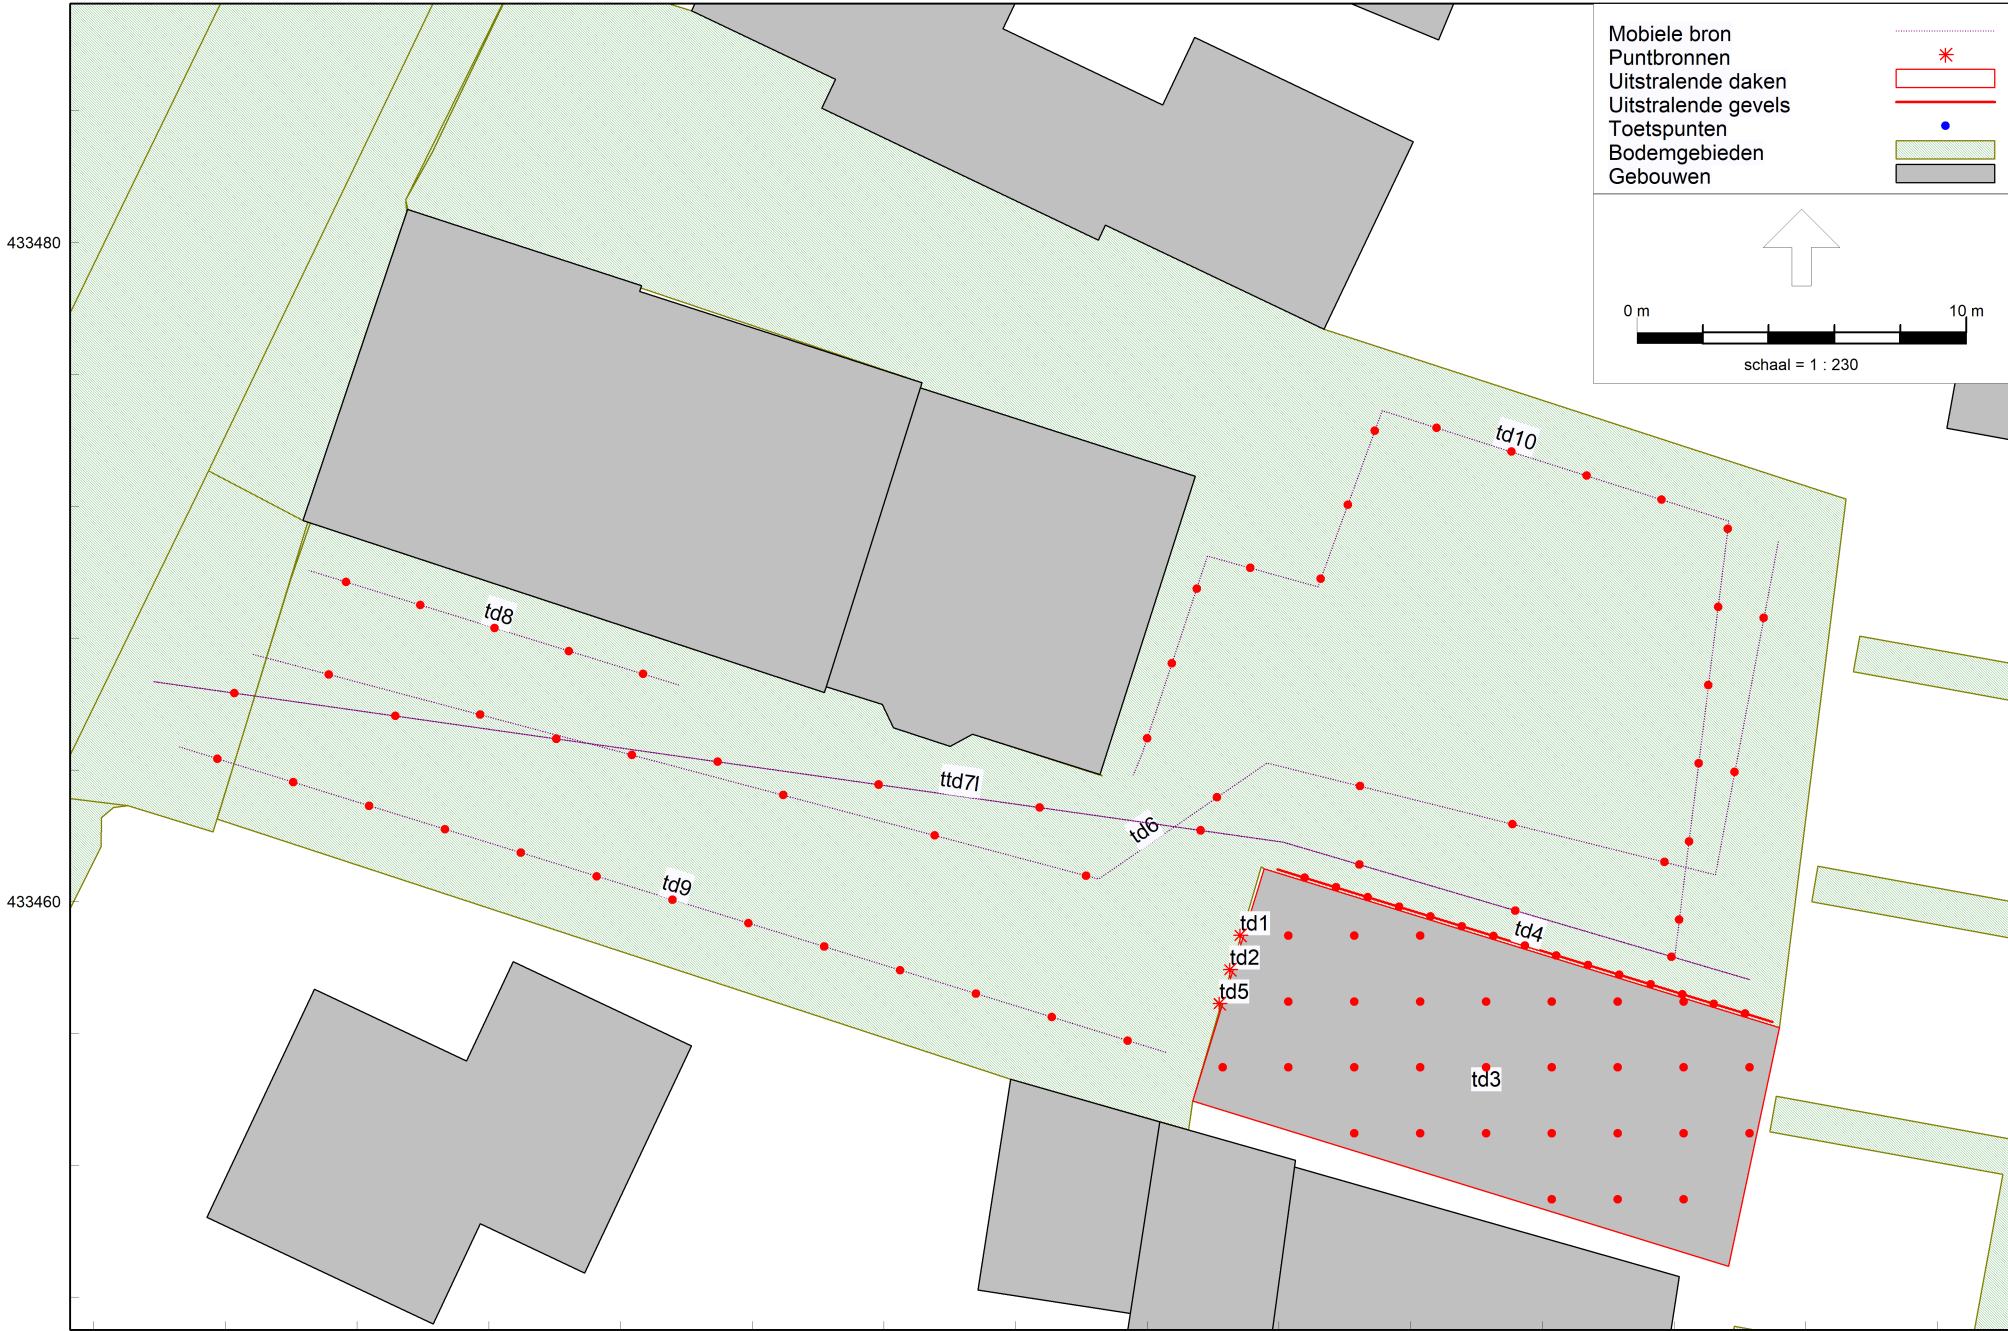 Mobiele bron
Puntbronnen
Uitstralende daken
Uitstralende gevels
Toetspunten
Bodemgebieden
Gebouwen
433480
0 m 10 m
schaal = 1 : 230
td10
td8
ttd7l
td6
td9
433460
td1
td4
td2
td5
td3